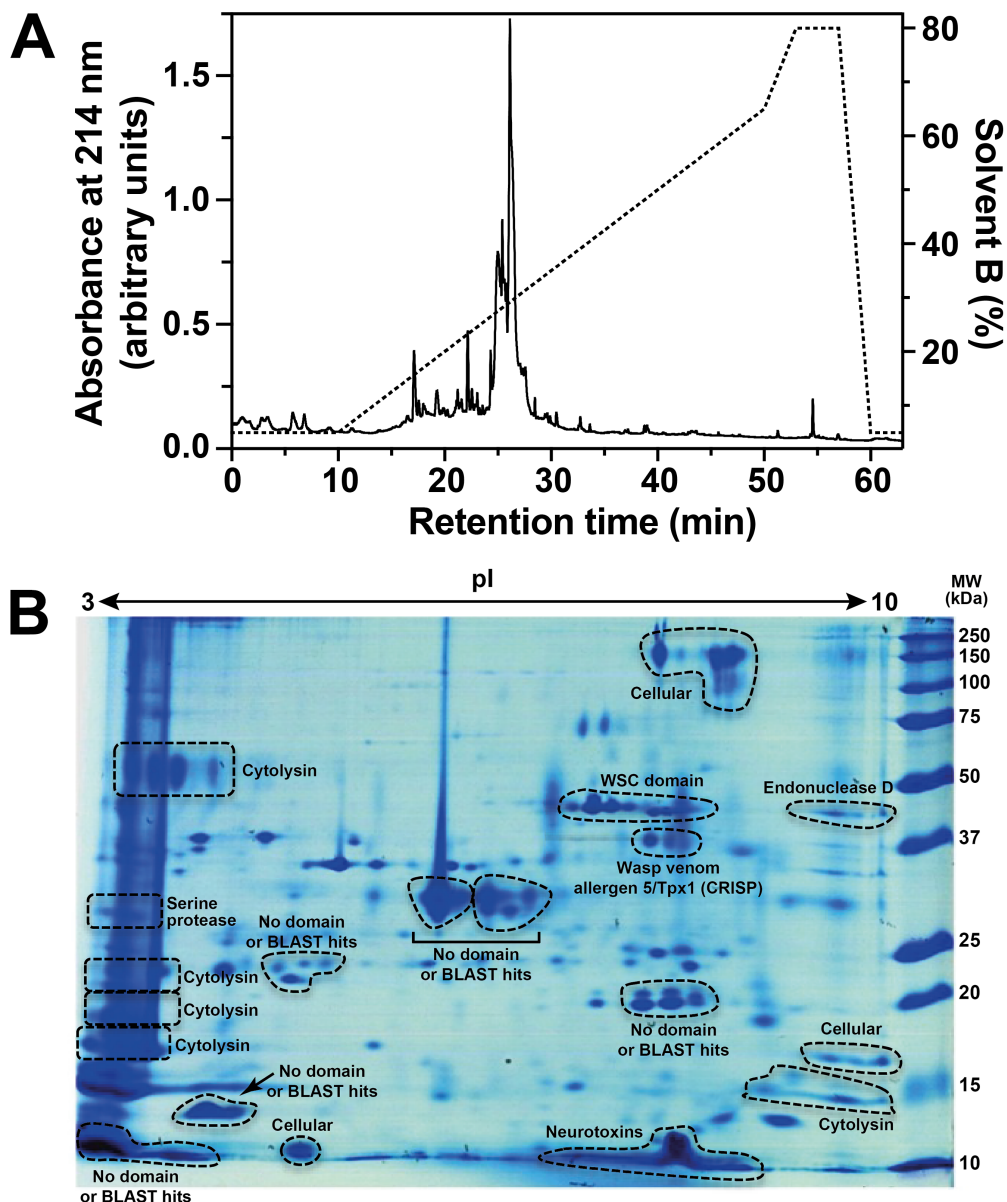 A
Absorbance at 214 nm
(arbitrary units)
1.5
1.0
0.5
0.0
80
60
40
20
Solvent B (%)
0 10 20 30 40 50 60
Retention time (min)
B
pI
3
10
MW
(kDa)
250
150
100
75
50
37
25
20
15
10
Cellular
Cytolysin
WSC domain
Endonuclease D
Wasp venom
allergen 5/Tpx1 (CRISP)
Serine
protease
No domain
or BLAST hits
No domain
or BLAST hits
Cytolysin
Cytolysin
No domain
or BLAST hits
Cellular
Cytolysin
No domain
or BLAST hits
Cellular
Neurotoxins
Cytolysin
No domain
or BLAST hits